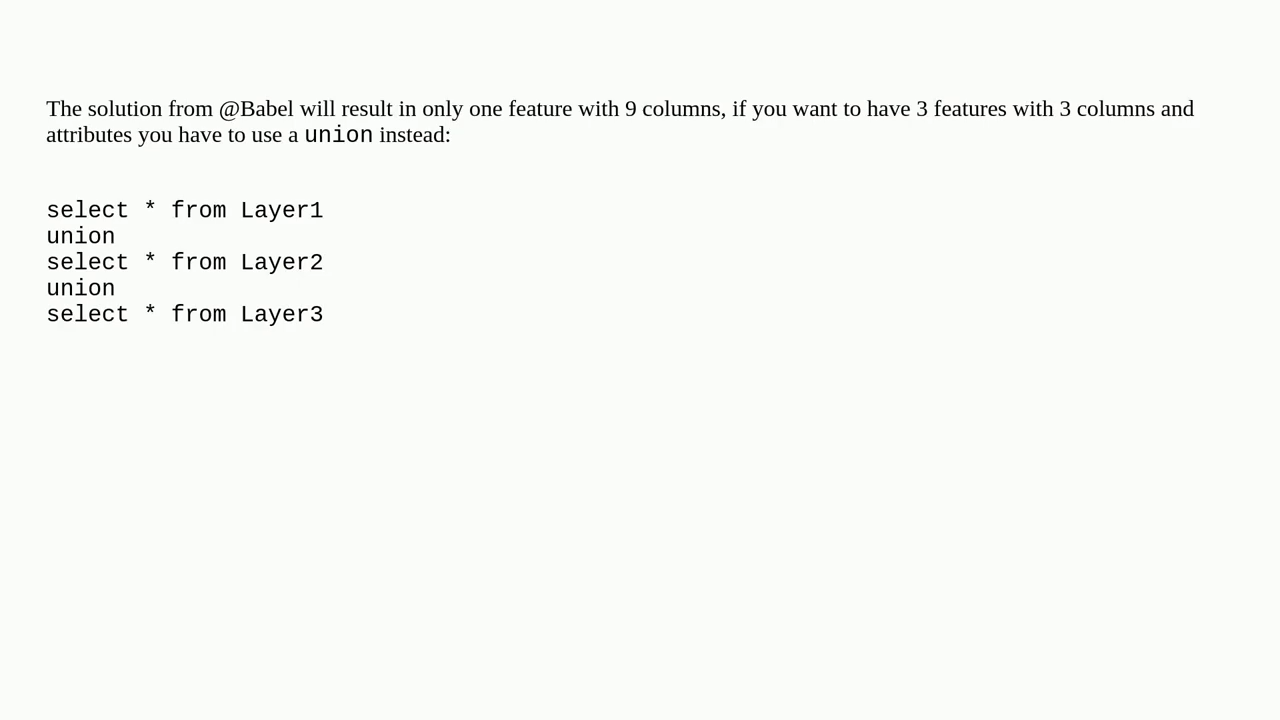 The solution from @Babel will result in only one feature with 9 columns, if you want to have 3 features with 3 columns and
attributes you have to use a union instead:
select * from Layer1
union
select * from Layer2
union
select * from Layer3